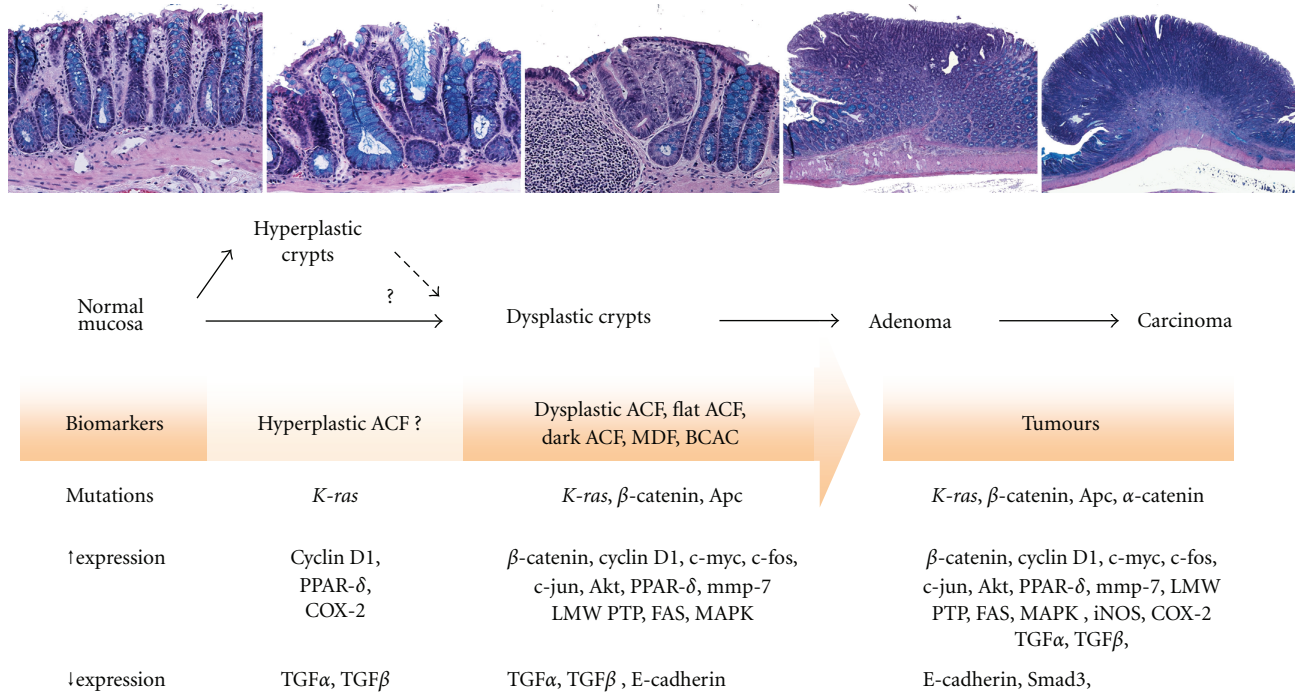 Hyperplastic
crypts
?
Normal
mucosa
Dysplastic crypts
Adenoma
Carcinoma
Biomarkers
Hyperplastic ACF ?
Dysplastic ACF, flat ACF,
dark ACF, MDF, BCAC
Tumours
Mutations
K-ras
K-ras, β-catenin, Apc
K-ras, β-catenin, Apc, α-catenin
↑expression
Cyclin D1,
PPAR-δ,
COX-2
β-catenin, cyclin D1, c-myc, c-fos,
c-jun, Akt, PPAR-δ, mmp-7
LMW PTP, FAS, MAPK
β-catenin, cyclin D1, c-myc, c-fos,
c-jun, Akt, PPAR-δ, mmp-7, LMW
PTP, FAS, MAPK , iNOS, COX-2
TGFα, TGFβ,
↓expression
TGFα, TGFβ
TGFα, TGFβ , E-cadherin
E-cadherin, Smad3,